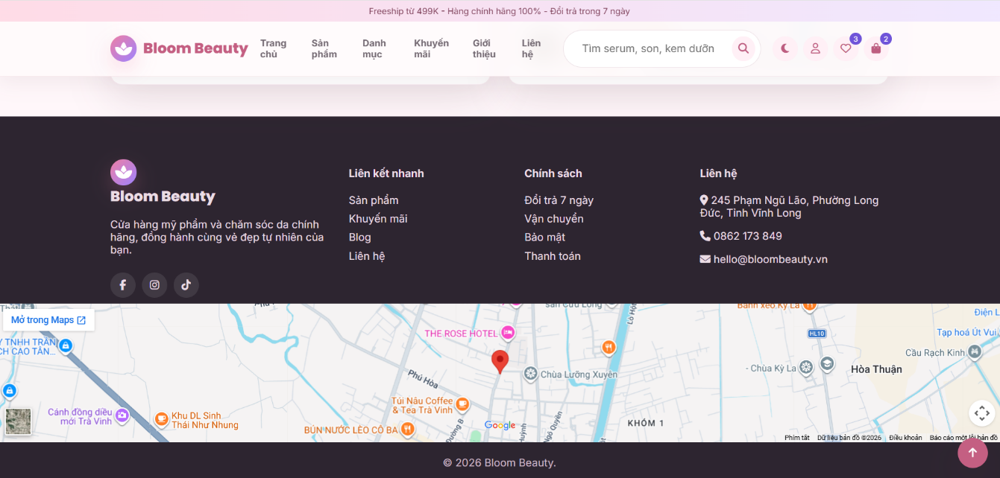 Freeship từ 499K - Hàng chính hãng 100% - Đổi trả trong 7 ngày
Bloom Beauty
Trang chủ
Sản phẩm
Danh mục
Khuyến mãi
Giới thiệu
Liên hệ
Tìm serum, son, kem dưỡn
3
2
Bloom Beauty
Cửa hàng mỹ phẩm và chăm sóc da chính
hãng, đồng hành cùng vẻ đẹp tự nhiên của
bạn.
Liên kết nhanh
Sản phẩm
Khuyến mãi
Blog
Liên hệ
Chính sách
Đổi trả 7 ngày
Vận chuyển
Bảo mật
Thanh toán
Liên hệ
245 Phạm Ngũ Lão, Phường Long
Đức, Tỉnh Vĩnh Long
0862 173 849
hello@bloombeauty.vn
Mở trong Maps
Y TNHH TRÂN
CH CAO TÂN...
THE ROSE HOTEL
sản Cửu Long
Lò Hột
Bánh xèo Kỳ La
HL10
Điện L
Tạp hoá Út Vui
Cầu Rạch Kinh
Chùa Lưỡng Xuyên
- Chùa Kỳ La
Hòa Thuận
Phú Hòa
Túi Nâu Coffee
& Tea Trà Vinh
Cánh đồng diều
mới Trà Vinh
Khu DL Sinh
Thái Như Nhung
BÚN NƯỚC LÈO CÔ BA
Đường B
Ngô Quyền
Google
KHÓM 1
Phím tắt
Dữ liệu bản đồ ©2026
Điều khoản
Báo cáo một lỗi bản đồ
© 2026 Bloom Beauty.